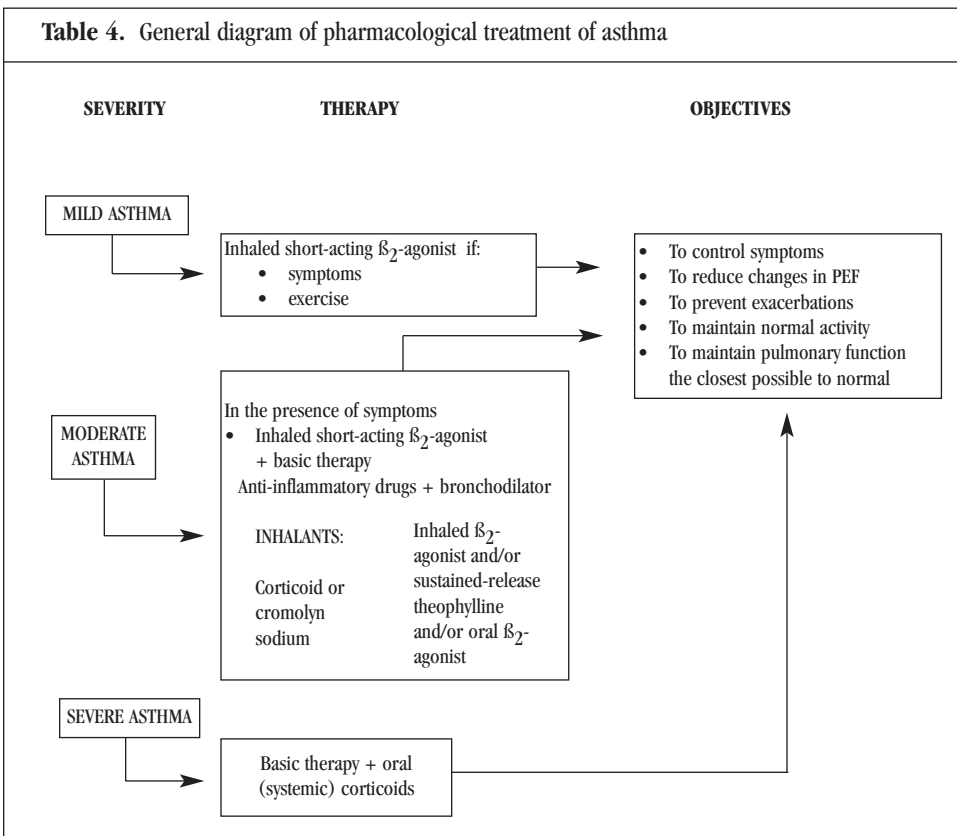 Table 4. General diagram of pharmacological treatment of asthma
SEVERITY THERAPY OBJECTIVES
MILD ASTHMA
Inhaled short-acting ß2-agonist if:
• symptoms
• exercise
• To control symptoms
• To reduce changes in PEF
• To prevent exacerbations
• To maintain normal activity
• To maintain pulmonary function
the closest possible to normal
MODERATE
ASTHMA
In the presence of symptoms
• Inhaled short-acting ß2-agonist
+ basic therapy
Anti-inflammatory drugs + bronchodilator
INHALANTS:
Corticoid or
cromolyn
sodium
Inhaled ß2-
agonist and/or
sustained-release
theophylline
and/or oral ß2-
agonist
SEVERE ASTHMA
Basic therapy + oral
(systemic) corticoids